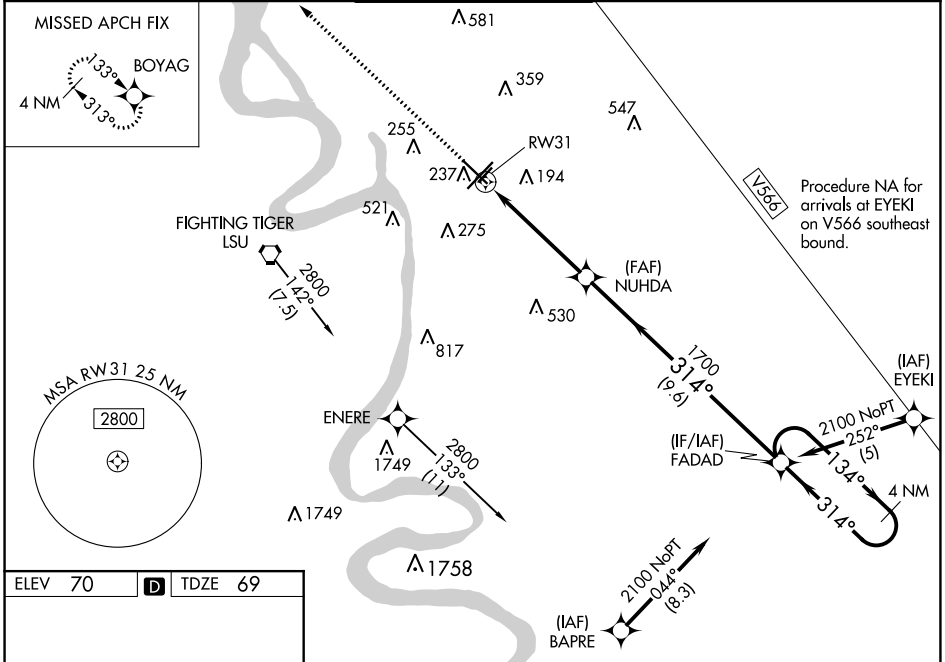 MISSED APCH FIX
BOYAG
133°
4 NM
313°
581
359
547
255
RW31
237
194
V566
Procedure NA for
arrivals at EYEKI
on V566 southeast
bound.
521
FIGHTING TIGER
LSU
275
2800
142°
(7.5)
(FAF)
NUHDA
530
817
1700
314°
(9.6)
(IAF)
EYEKI
MSA RW31 25 NM
2800
ENERE
2100 NoPT
252°
(5)
(IF/IAF)
FADAD
134°
4 NM
314°
1749
2800
133°
(11)
1749
1758
2100 NoPT
044°
(8.3)
(IAF)
BAPRE
ELEV 70 D TDZE 69